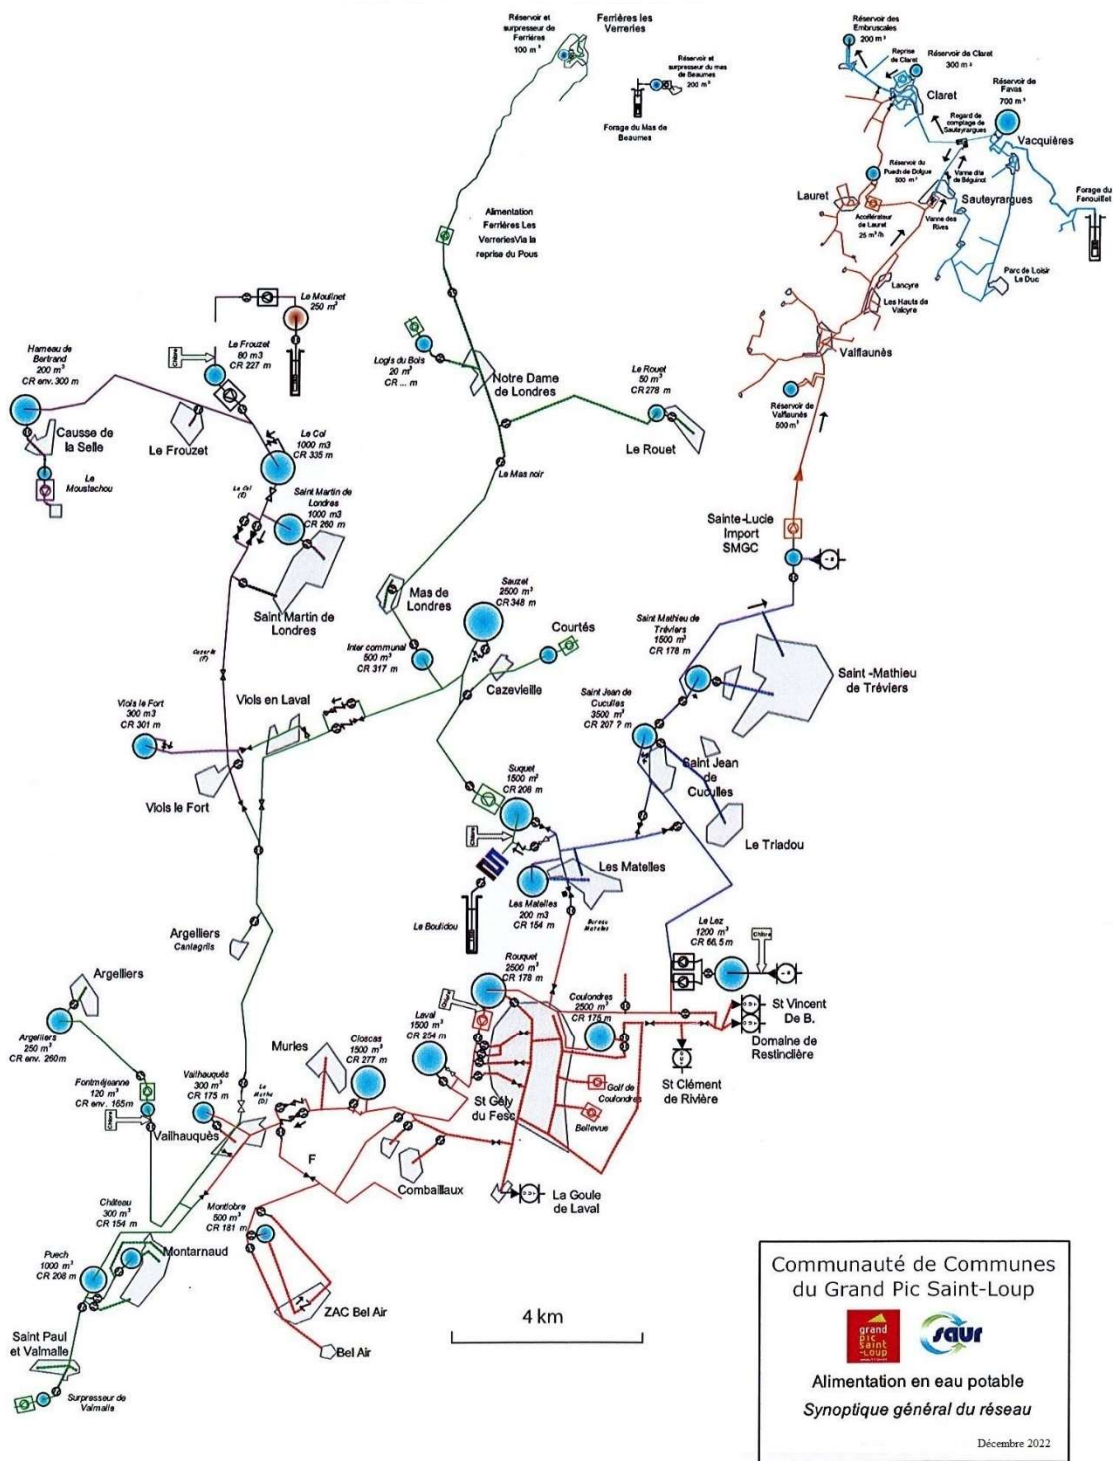 Réservoir et
surpresseur de
Ferrières
100 m³
Ferrières les
Verreries
Réservoir et
surpresseur du mas
de Beaumes
200 m³
Forage du Mas de
Beaumes
Réservoir des
Embruscales
200 m³
Reprise
de Claret
Réservoir de Claret
300 m³
Claret
Réservoir de
Favas
700 m³
Regard de
comptage de
Sauteyrargues
Vacquières
Réservoir du
Puech de Dolgue
500 m³
Vanne dite
de Béguinot
Lauret
Sauteyrargues
Forage du
Fenouillet
Accélérateur
de Lauret
25 m³/h
Vanne des
Rives
Parc de Loisir
Le Duc
Lancyre
Les Hauts de
Valcyre
Valflaunès
Réservoir de
Valflaunès
500 m³
Alimentation
Ferrières Les
VerreriesVia la
reprise du Pous
Le Moulinet
250 m³
Hameau de
Bertrand
200 m³
CR env. 300 m
Chlore
Le Frouzet
80 m3
CR 227 m
Logis du Bois
20 m³
CR ... m
Notre Dame
de Londres
Le Rouet
50 m³
CR 278 m
Le Rouet
Causse de
la Selle
Le Frouzet
Le Col
1000 m3
CR 335 m
Le Mas noir
Le
Moustachou
Le Col
(E)
Saint Martin de
Londres
1000 m3
CR 260 m
Sainte-Lucie
Import
SMGC
Saint Martin de
Londres
Mas de
Londres
Sauzet
2500 m³
CR 348 m
Courtés
Saint Mathieu de
Tréviers
1500 m³
CR 178 m
Saint -Mathieu
de Tréviers
Inter communal
500 m³
CR 317 m
Cazevieille
Saint Jean de
Cuculles
3500 m³
CR 207 ? m
Viols le Fort
300 m3
CR 301 m
Viols en Laval
Viols le Fort
Suquet
1500 m³
CR 208 m
Saint Jean
de
Cuculles
Le Triadou
Chlore
Les Matelles
Les Matelles
200 m3
CR 154 m
Le Boulidou
Argelliers
Cantagrils
Le Lez
1200 m³
CR 66,5 m
Chlore
Argelliers
Rouquet
2500 m³
CR 178 m
Coulondres
2500 m³
CR 175 m
St Vincent
De B.
Domaine de
Restinclière
Argelliers
250 m³
CR env. 260m
Chlore
Laval
1500 m³
CR 254 m
Murles
Closcas
1500 m³
CR 277 m
Fontméjeanne
120 m³
CR env. 165m
Vailhauquès
300 m³
CR 175 m
St Gély
du Fesc
Golf de
Coulondres
Bellevue
St Clément
de Rivière
Chlore
Vailhauquès
F
Combaillaux
La Goule
de Laval
Château
300 m³
CR 154 m
Montlobre
500 m³
CR 181 m
Puech
1000 m³
CR 208 m
Montarnaud
ZAC Bel Air
Bel Air
Saint Paul
et Valmalle
Surpresseur de
Valmalle
4 km
Communauté de Communes
du Grand Pic Saint-Loup
grand
pic
saint
-loup
saur
Alimentation en eau potable
Synoptique général du réseau
Décembre 2022